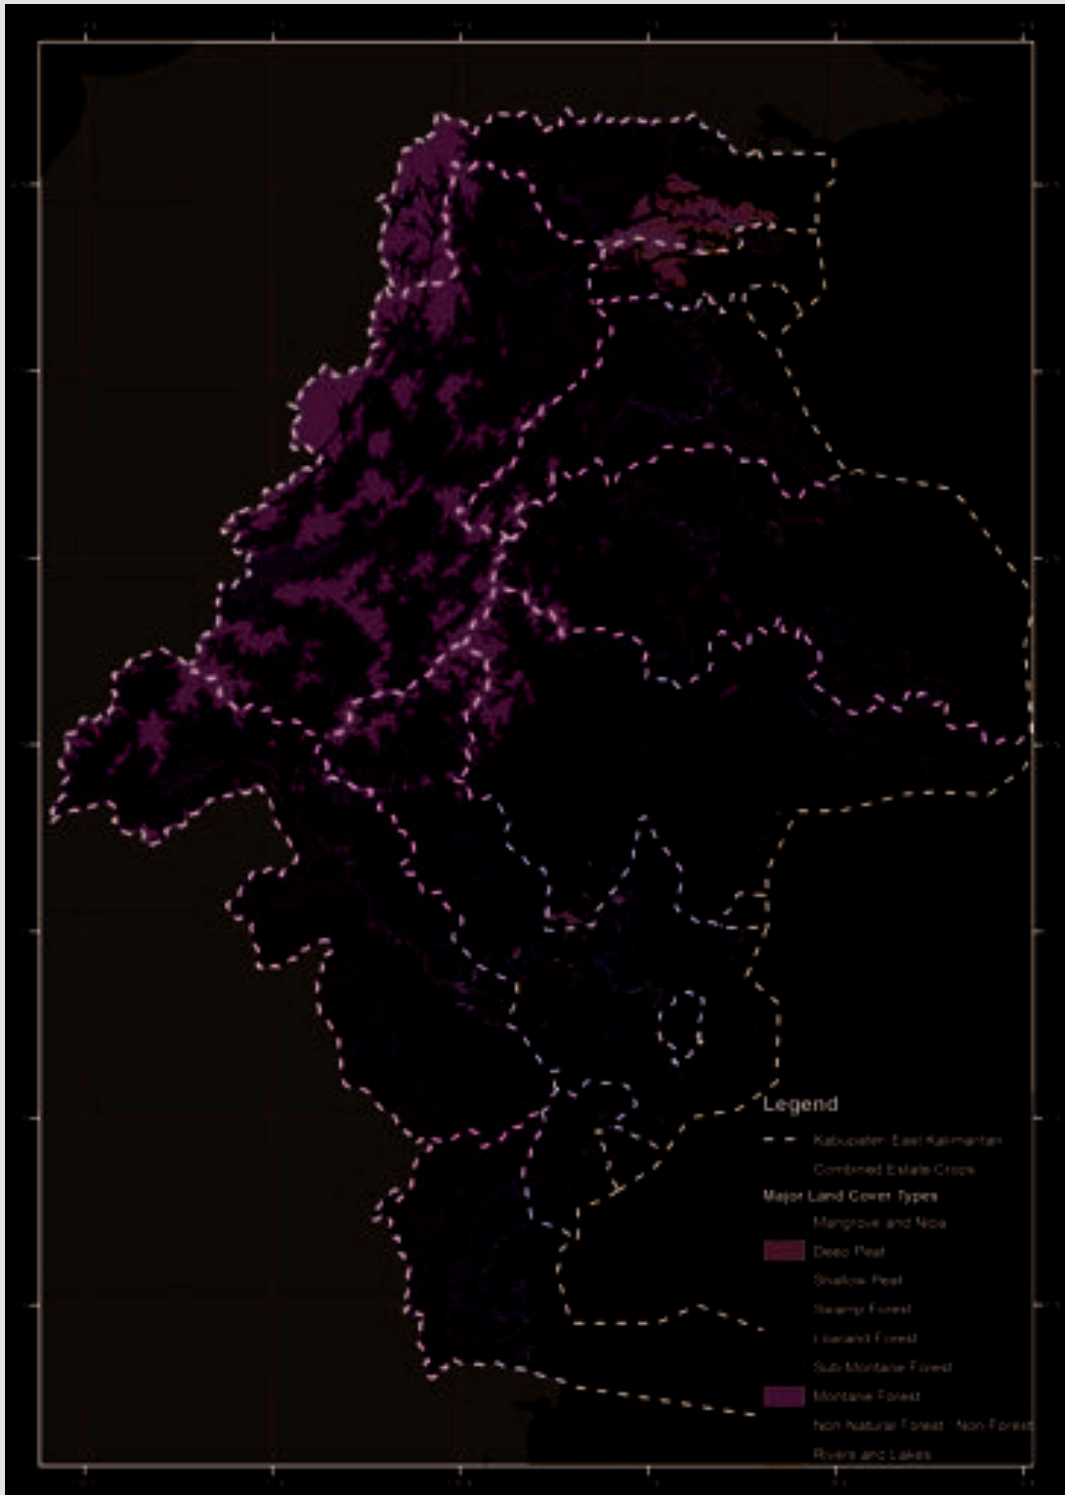 Legend
Kabupaten East Kalimantan
Combined Estate Crops
Major Land Cover Types
Mangrove and Nipa
Deep Peat
Shallow Peat
Swamp Forest
Lowland Forest
Sub Montane Forest
Montane Forest
Non Natural Forest - Non Forest
Rivers and Lakes